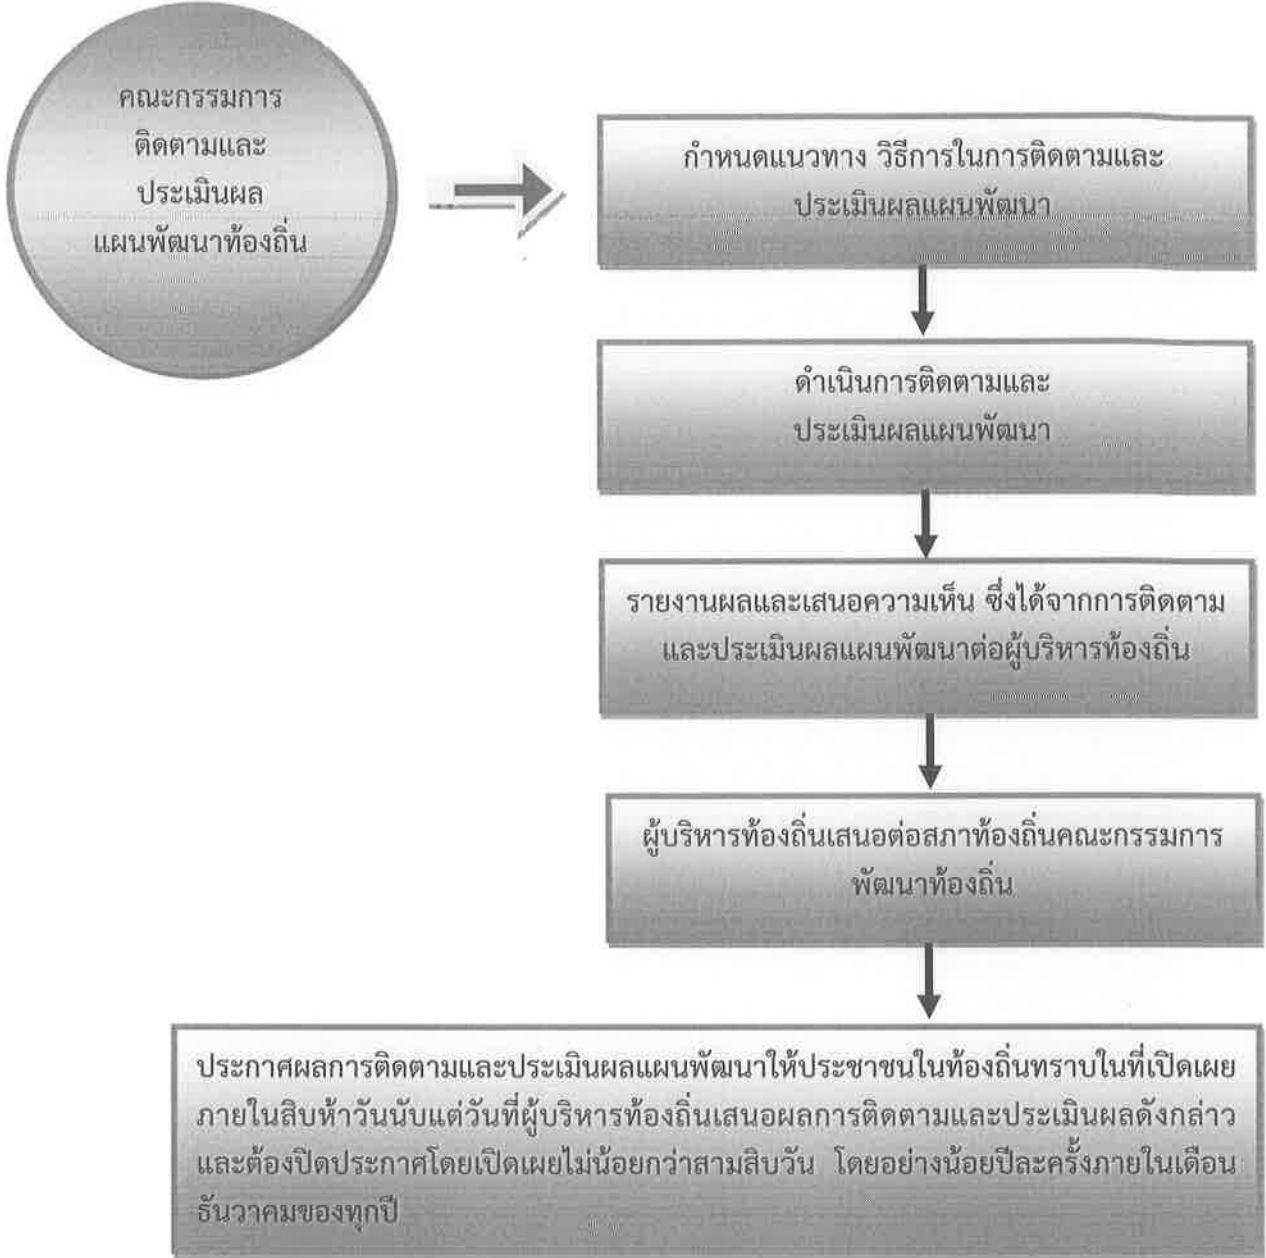 คณะกรรมการ
ติดตามและ
ประเมินผล
แผนพัฒนาท้องถิ่น
กำหนดแนวทาง วิธีการในการติดตามและ
ประเมินผลแผนพัฒนา
ดำเนินการติดตามและ
ประเมินผลแผนพัฒนา
รายงานผลและเสนอความเห็น ซึ่งได้จากการติดตาม
และประเมินผลแผนพัฒนาต่อผู้บริหารท้องถิ่น
ผู้บริหารท้องถิ่นเสนอต่อสภาท้องถิ่นคณะกรรมการ
พัฒนาท้องถิ่น
ประกาศผลการติดตามและประเมินผลแผนพัฒนาให้ประชาชนในท้องถิ่นทราบในที่เปิดเผย
ภายในสิบห้าวันนับแต่วันที่ผู้บริหารท้องถิ่นเสนอผลการติดตามและประเมินผลดังกล่าว
และต้องปิดประกาศโดยเปิดเผยไม่น้อยกว่าสามสิบวัน โดยอย่างน้อยปีละครั้งภายในเดือน
ธันวาคมของทุกปี